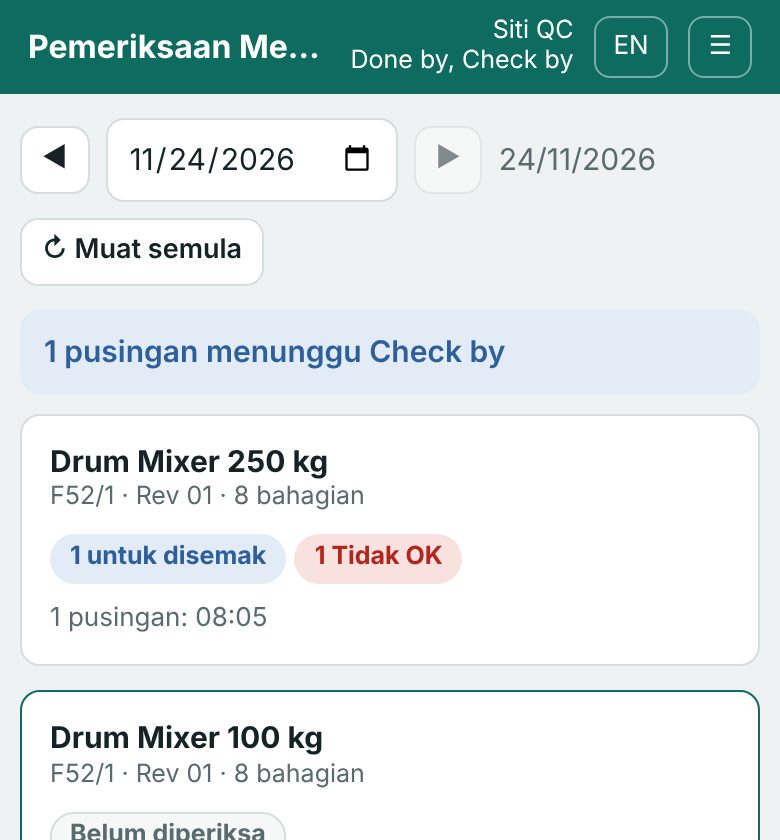 Pemeriksaan Me...
Siti QC
Done by, Check by
EN
☰
◀ 11/24/2026 ▶ 24/11/2026
↻ Muat semula
1 pusingan menunggu Check by
Drum Mixer 250 kg
F52/1 · Rev 01 · 8 bahagian
1 untuk disemak 1 Tidak OK
1 pusingan: 08:05
Drum Mixer 100 kg
F52/1 · Rev 01 · 8 bahagian
Belum diperiksa